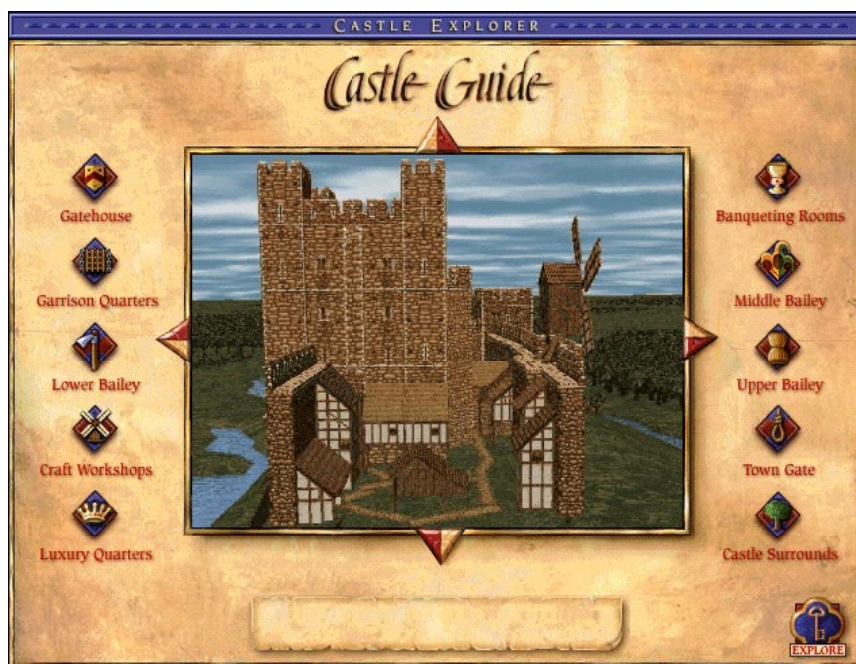 CASTLE EXPLORER
Castle Guide
Gatehouse
Garrison Quarters
Lower Bailey
Craft Workshops
Luxury Quarters
Banqueting Rooms
Middle Bailey
Upper Bailey
Town Gate
Castle Surrounds
EXPLORE